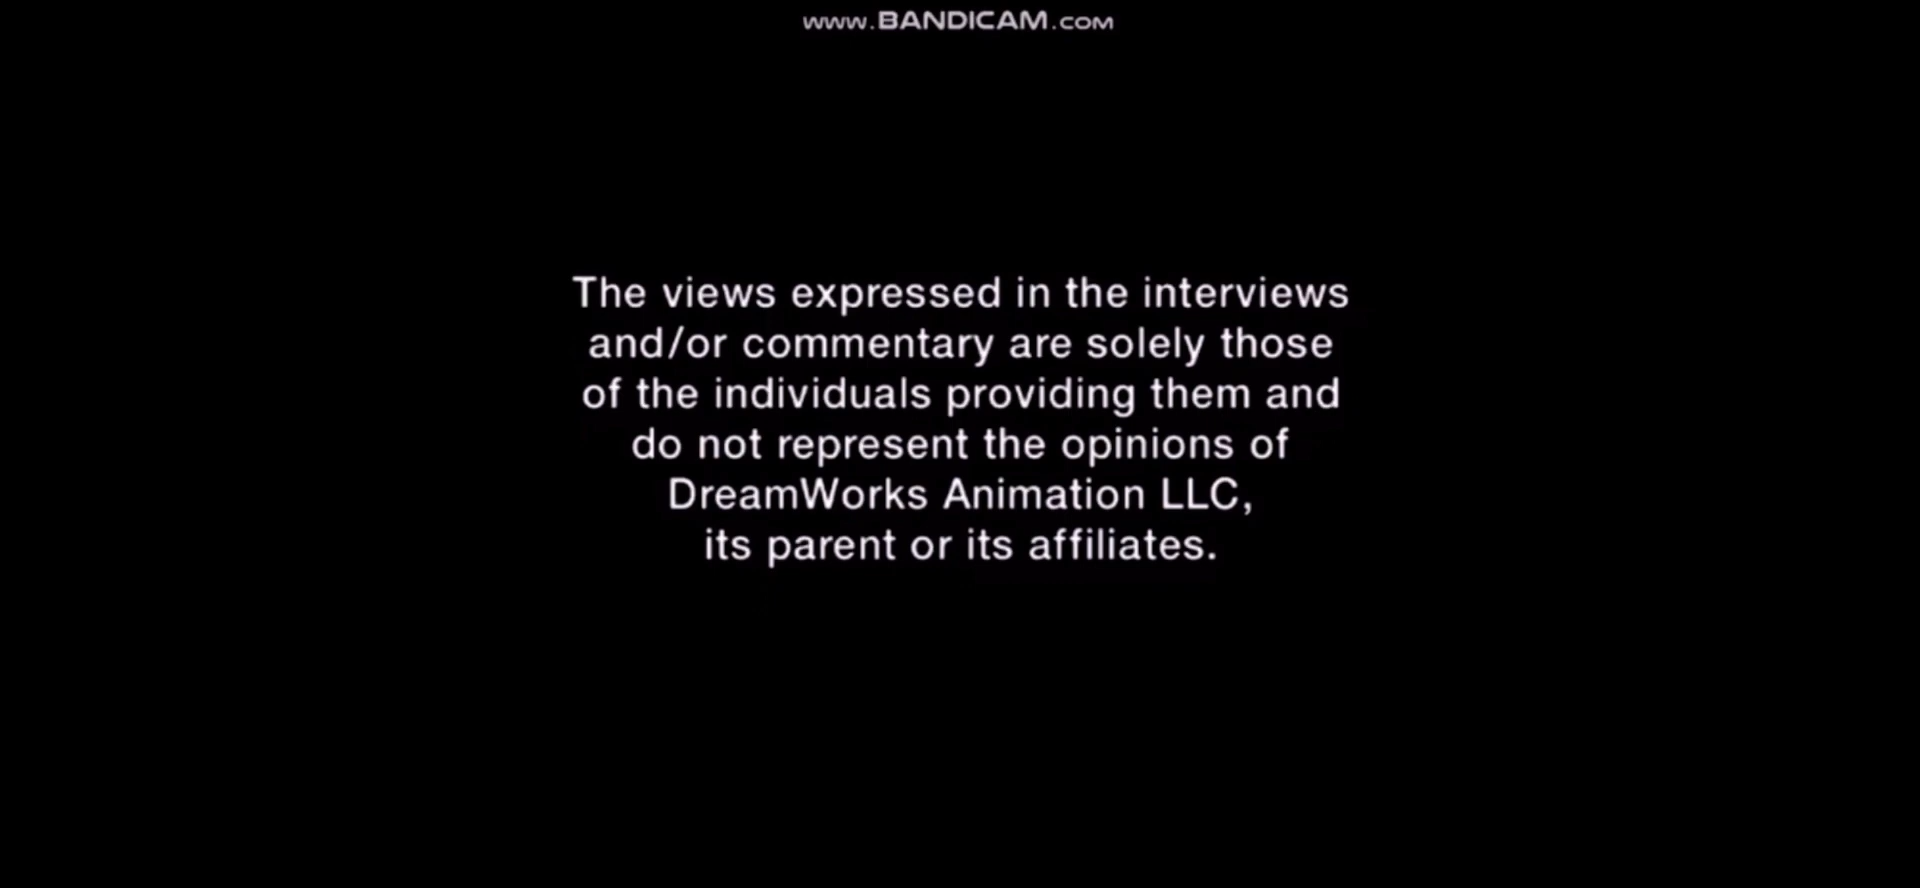 www.BANDICAM.com
The views expressed in the interviews
and/or commentary are solely those
of the individuals providing them and
do not represent the opinions of
DreamWorks Animation LLC,
its parent or its affiliates.